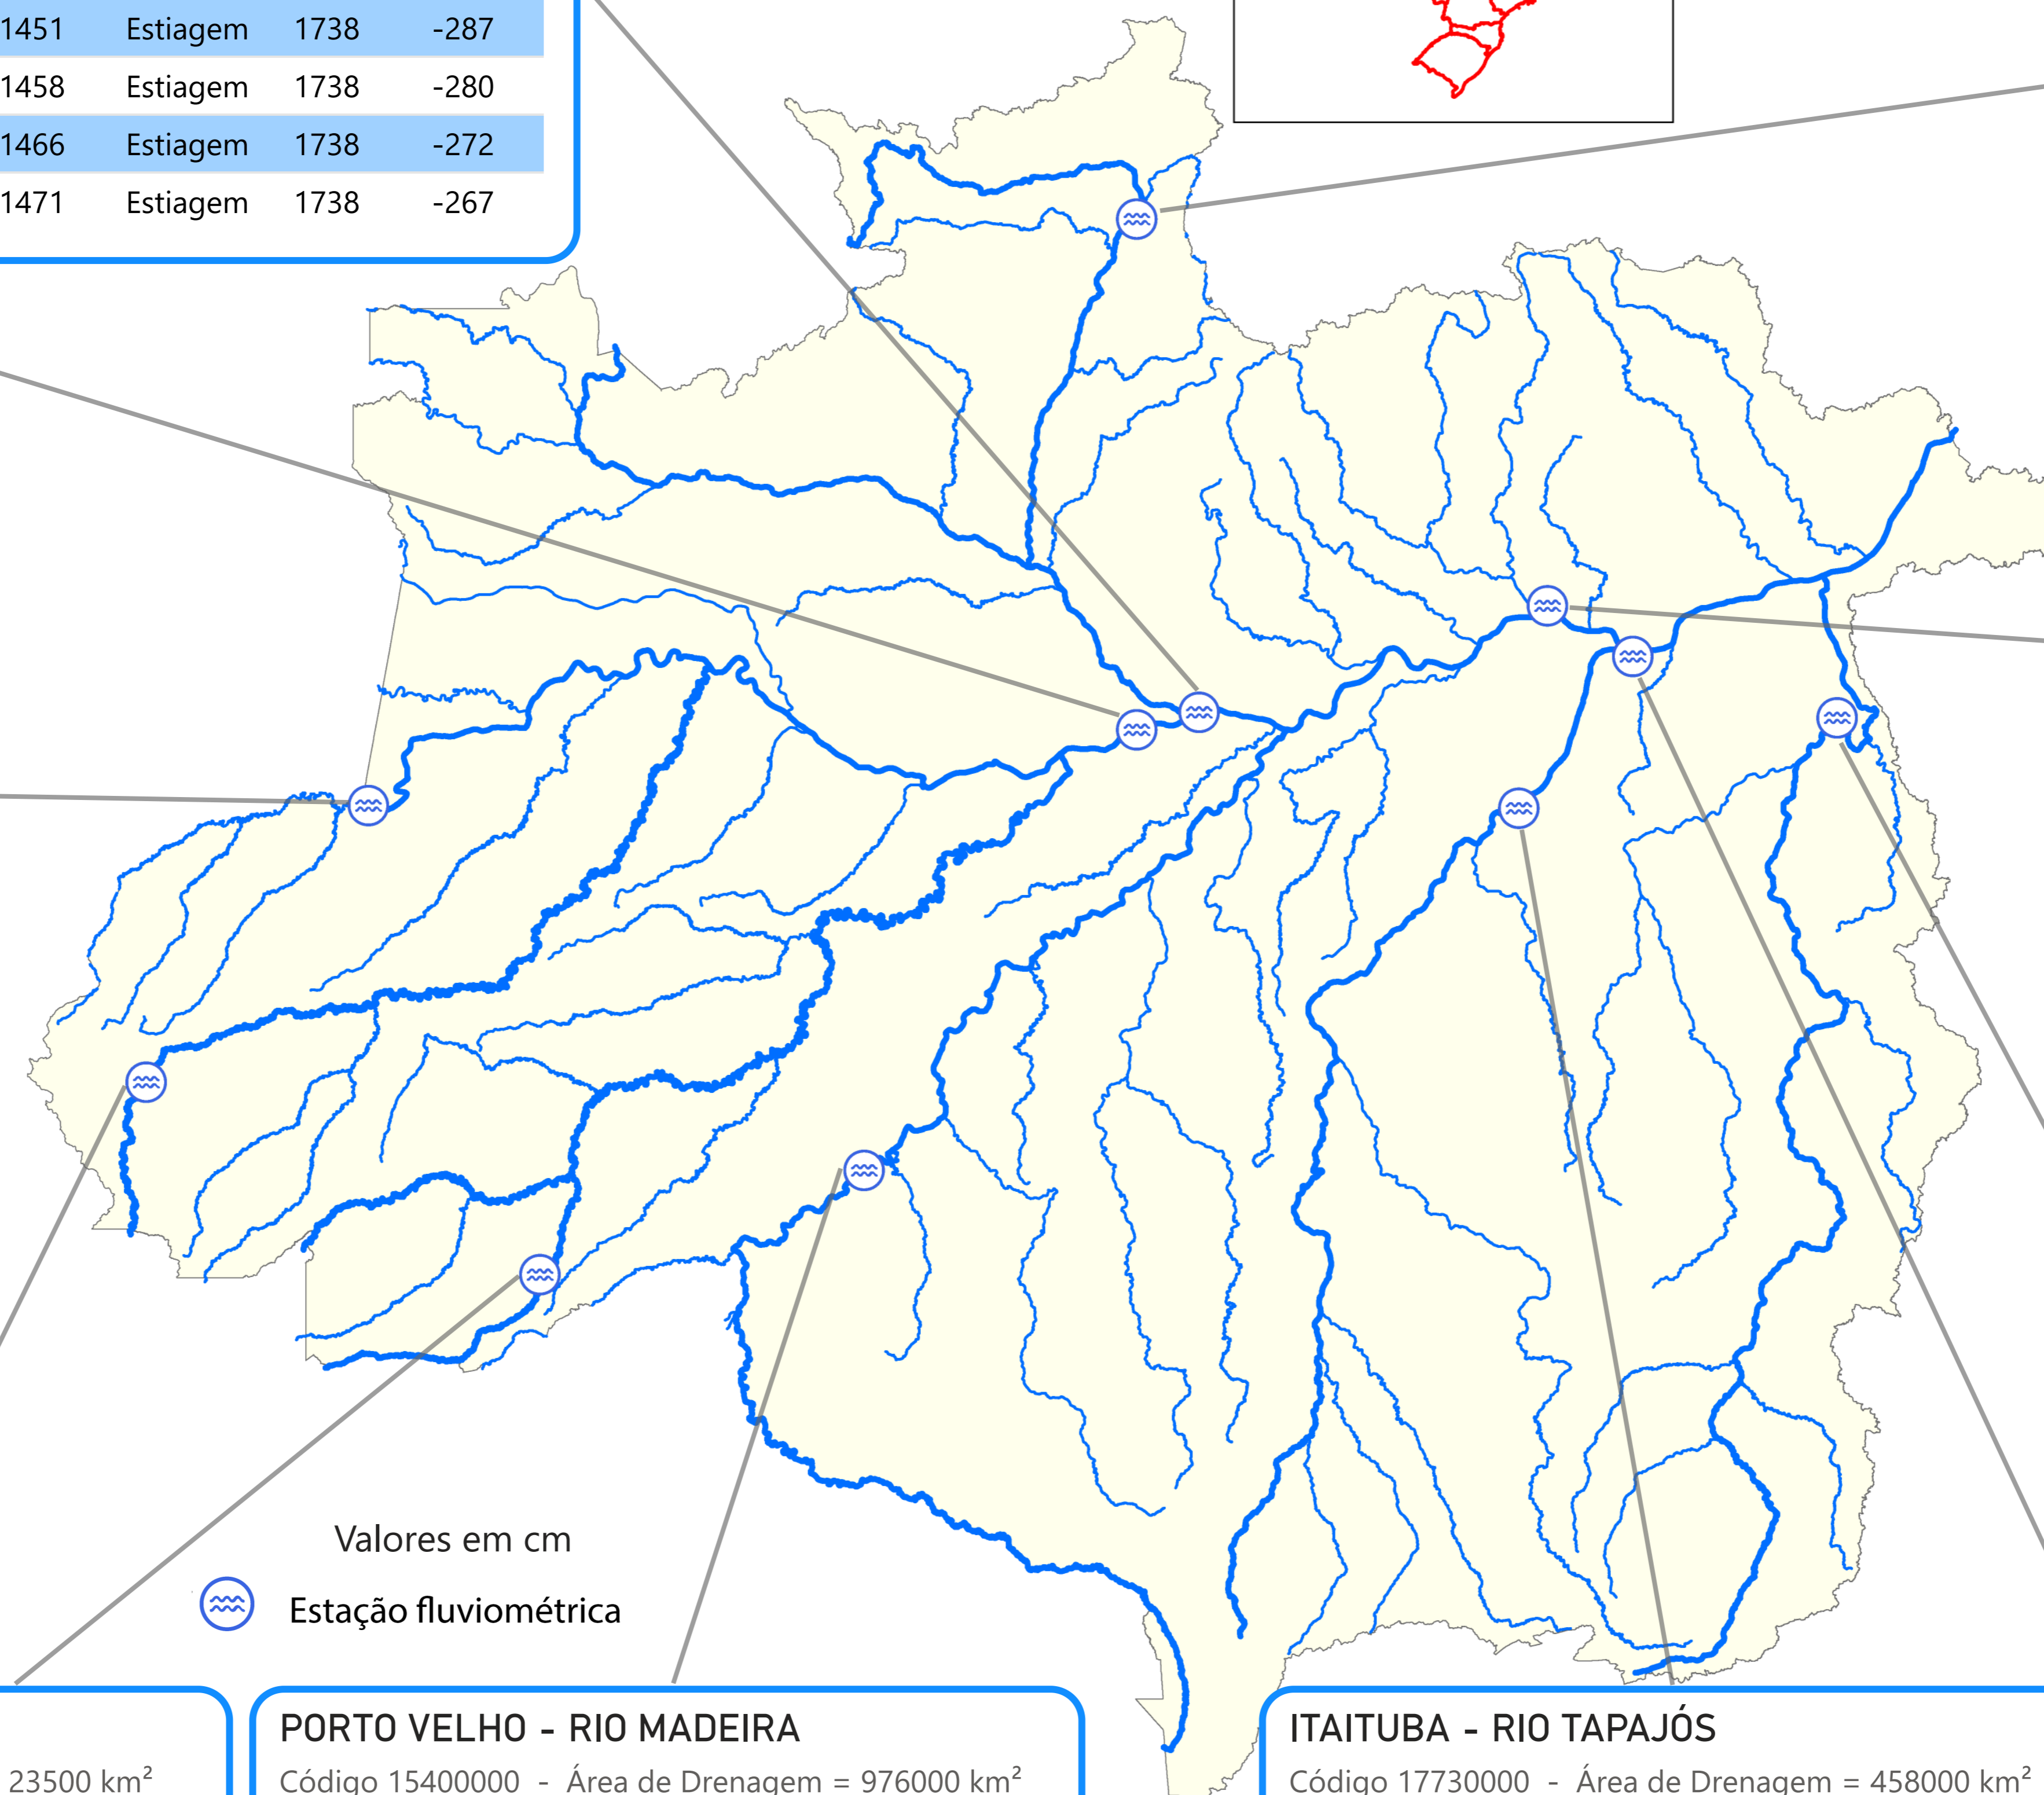 1451 Estiagem 1738 -287
1458 Estiagem 1738 -280
1466 Estiagem 1738 -272
1471 Estiagem 1738 -267
Valores em cm
Estação fluviométrica
23500 km²
PORTO VELHO - RIO MADEIRA
Código 15400000 - Área de Drenagem = 976000 km²
ITAITUBA - RIO TAPAJÓS
Código 17730000 - Área de Drenagem = 458000 km²